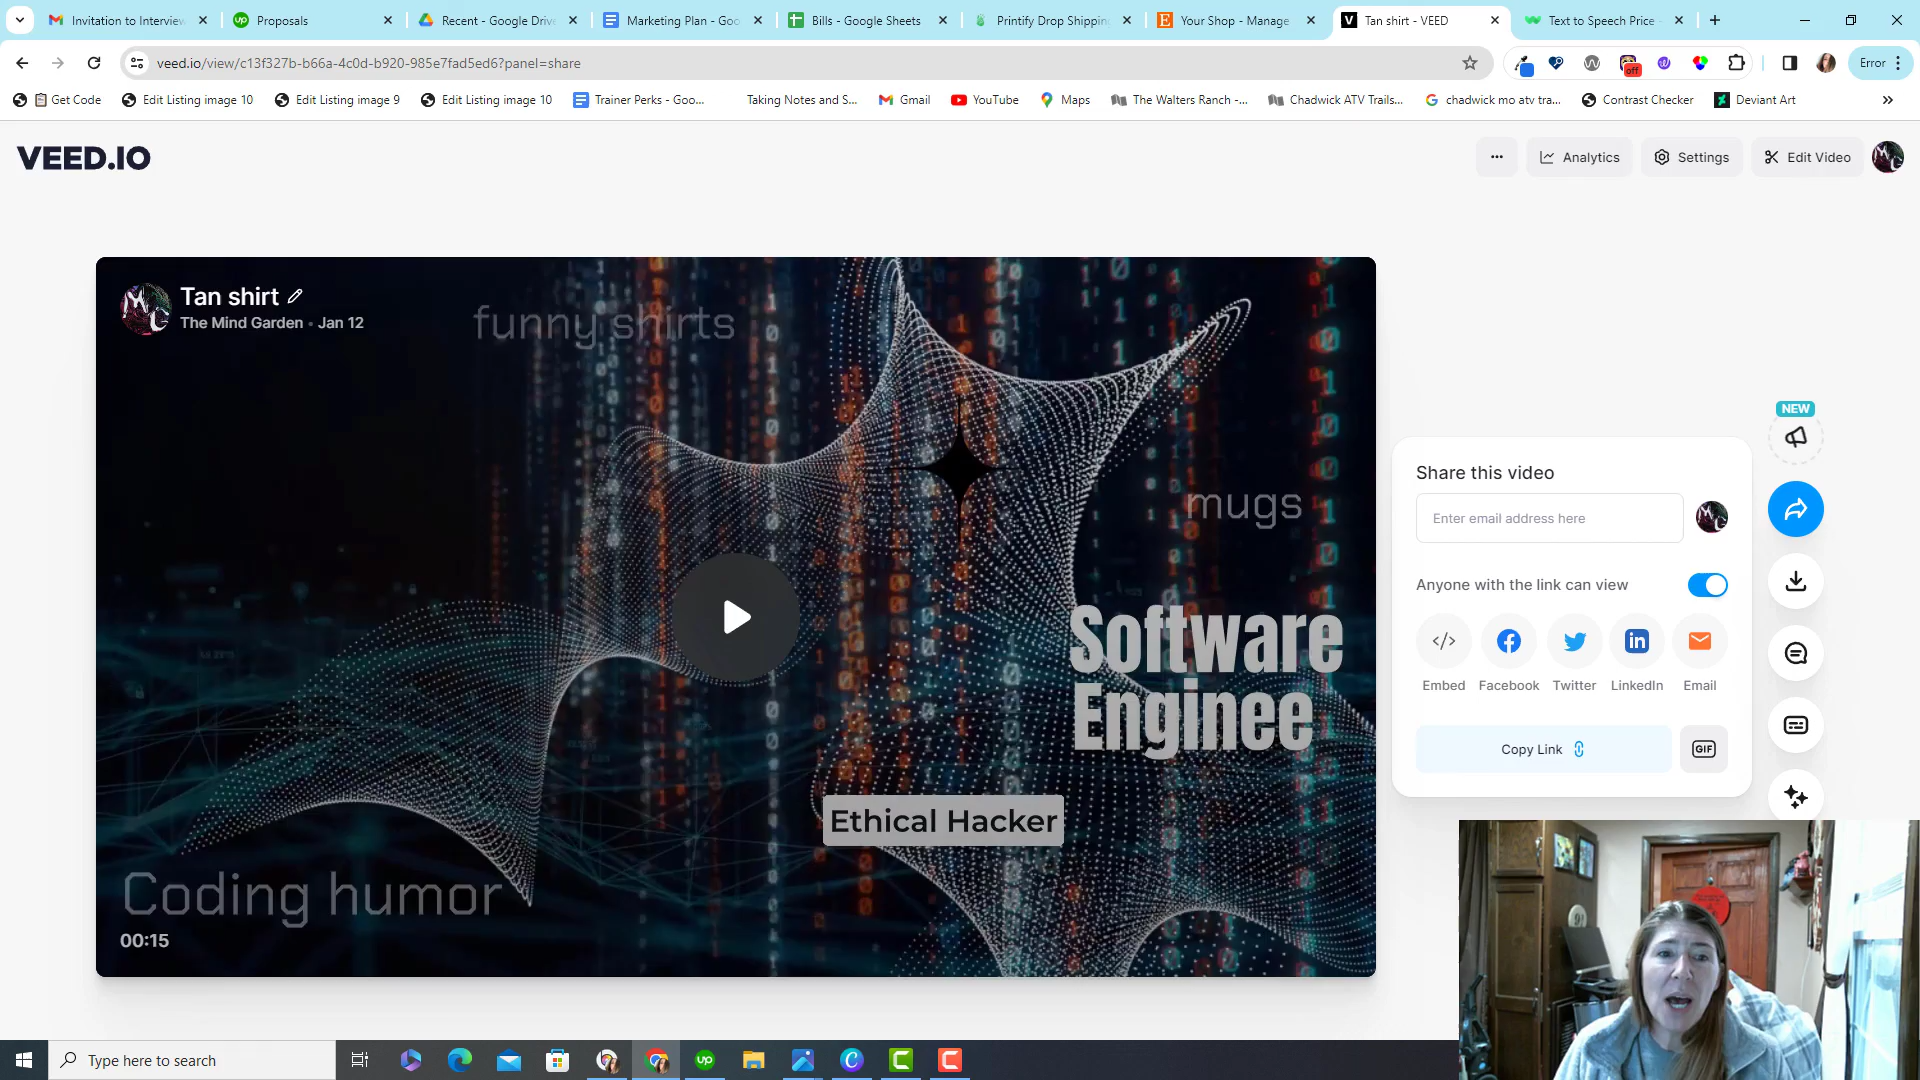 Invitation to Interview
Proposals
Recent - Google Drive
Marketing Plan - Goo
Bills - Google Sheets
Printify Drop Shipping
Your Shop - Manage
Tan shirt - VEED
Text to Speech Price -
veed.io/view/c13f327b-b66a-4c0d-b920-985e7fad5ed6?panel=share
off
Error
Get Code
Edit Listing image 10
Edit Listing image 9
Edit Listing image 10
Trainer Perks - Goo...
Taking Notes and S...
Gmail
YouTube
Maps
The Walters Ranch -...
Chadwick ATV Trails...
chadwick mo atv tra...
Contrast Checker
Deviant Art
VEED.IO
Analytics
Settings
Edit Video
Tan shirt
The Mind Garden • Jan 12
funny shirts
mugs
Software
Enginee
Ethical Hacker
Coding humor
00:15
NEW
Share this video
Enter email address here
Anyone with the link can view
Embed
Facebook
Twitter
LinkedIn
Email
Copy Link
GIF
Type here to search